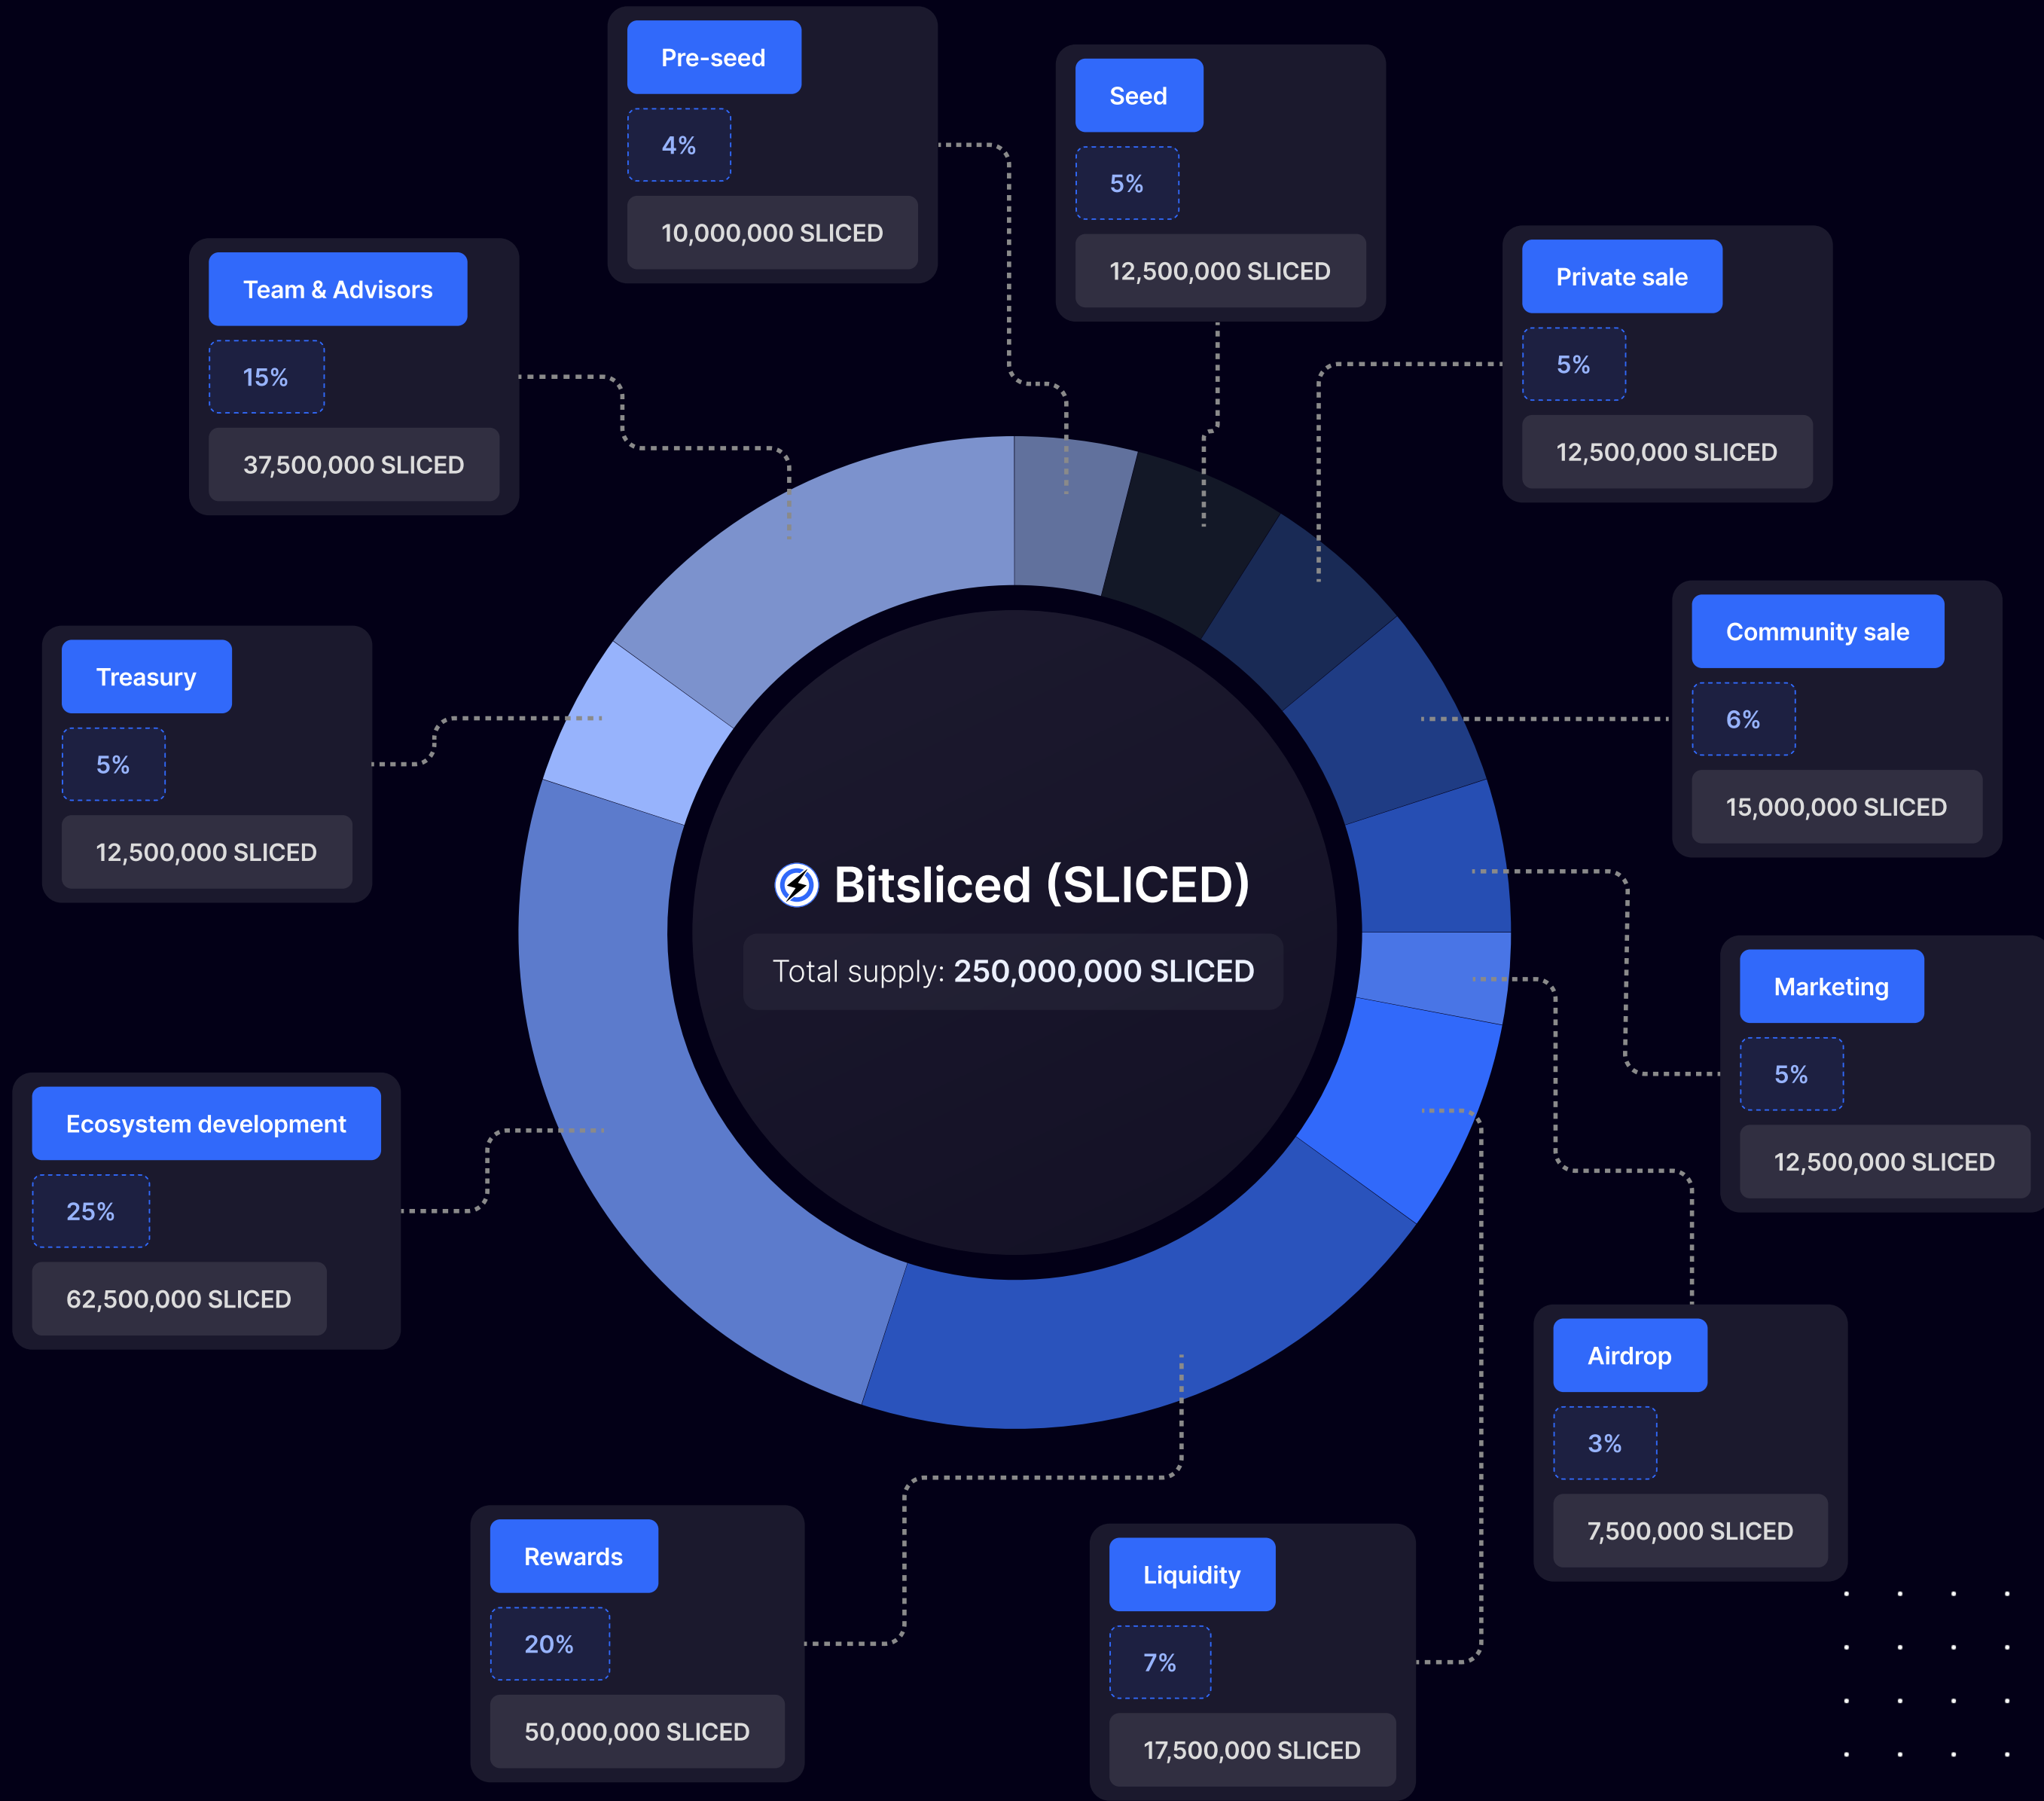 Pre-seed
4%
10,000,000 SLICED
Seed
5%
12,500,000 SLICED
Private sale
5%
12,500,000 SLICED
Team & Advisors
15%
37,500,000 SLICED
Community sale
6%
15,000,000 SLICED
Treasury
5%
12,500,000 SLICED
Bitsliced (SLICED)
Total supply: 250,000,000 SLICED
Marketing
5%
12,500,000 SLICED
Ecosystem development
25%
62,500,000 SLICED
Airdrop
3%
7,500,000 SLICED
Rewards
20%
50,000,000 SLICED
Liquidity
7%
17,500,000 SLICED